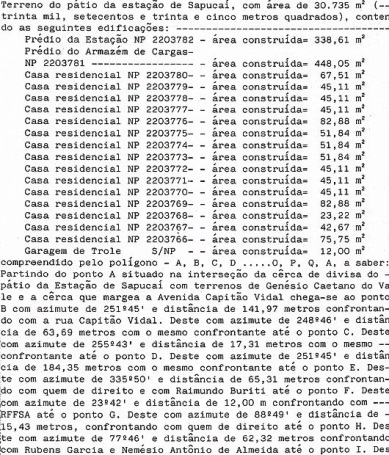 Terreno do pátio da estação de Sapucaí, com área de 30.735 m² (--
trinta mil, setecentos e trinta e cinco metros quadrados), conten
do as seguintes edificações:
Prédio da Estação NP 2203782 - - área construída= 338,61 m²
Prédio do Armazém de Cargas-
NP 2203781 ------------------ - área construída= 448,05 m²
Casa residencial NP 2203780- - área construída= 67,51 m²
Casa residencial NP 2203779- - área construída= 45,11 m²
Casa residencial NP 2203778- - área construída= 45,11 m²
Casa residencial NP 2203777- - área construída= 45,11 m²
Casa residencial NP 2203776- - área construída= 82,88 m²
Casa residencial NP 2203775- - área construída= 51,84 m²
Casa residencial NP 2203774- - área construída= 51,84 m²
Casa residencial NP 2203773- - área construída= 51,84 m²
Casa residencial NP 2203772- - área construída= 45,11 m²
Casa residencial NP 2203771- - área construída= 45,11 m²
Casa residencial NP 2203770- - área construída= 45,11 m²
Casa residencial NP 2203769- - área construída= 82,88 m²
Casa residencial NP 2203768- - área construída= 23,22 m²
Casa residencial NP 2203767- - área construída= 42,67 m²
Casa residencial NP 2203766- - área construída= 75,75 m²
Garagem de Trole S/NP - - área construída= 12,00 m²
compreendido pelo polígono - A, B, C, D .....O, P, Q, A, a saber:
Partindo do ponto A situado na interseção da cêrca de divisa do -
pátio da Estação de Sapucaí com terrenos de Genésio Caetano do Va
le e a cêrca que margea a Avenida Capitão Vidal chega-se ao ponto
B com azimute de 251º45' e distância de 141,97 metros confrontan-
do com a rua Capitão Vidal. Deste com azimute de 248º46' e distân
cia de 63,69 metros com o mesmo confrontante até o ponto C. Deste
com azimute de 255º43' e distância de 17,31 metros com o mesmo --
confrontante até o ponto D. Deste com azimute de 251º45' e distân
cia de 184,35 metros com o mesmo confrontante até o ponto E. Des-
te com azimute de 335º50' e distância de 65,31 metros confrontan-
do com quem de direito e com Raimundo Buriti até o ponto F. Deste
com azimute de 23º42' e distância de 12,00 m confrontando com ---
RFFSA até o ponto G. Deste com azimute de 88º49' e distância de -
15,43 metros, confrontando com quem de direito até o ponto H. Des
te com azimute de 77º46' e distância de 62,32 metros confrontando
com Rubens Garcia e Nemésio Antônio de Almeida até o ponto I. Des